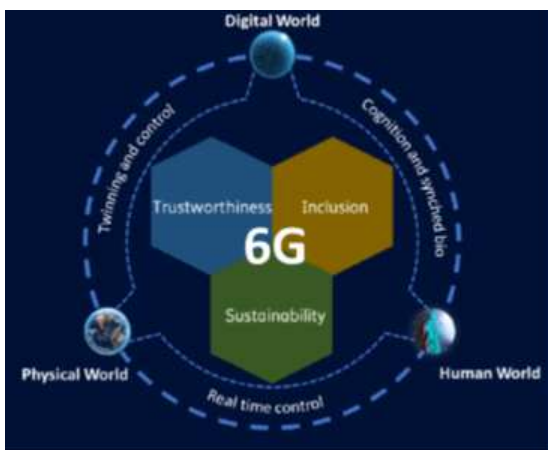 Digital World
Twinning and control
Cognition and synched bio
Trustworthiness
Inclusion
6G
Sustainability
Physical World
Human World
Real time control